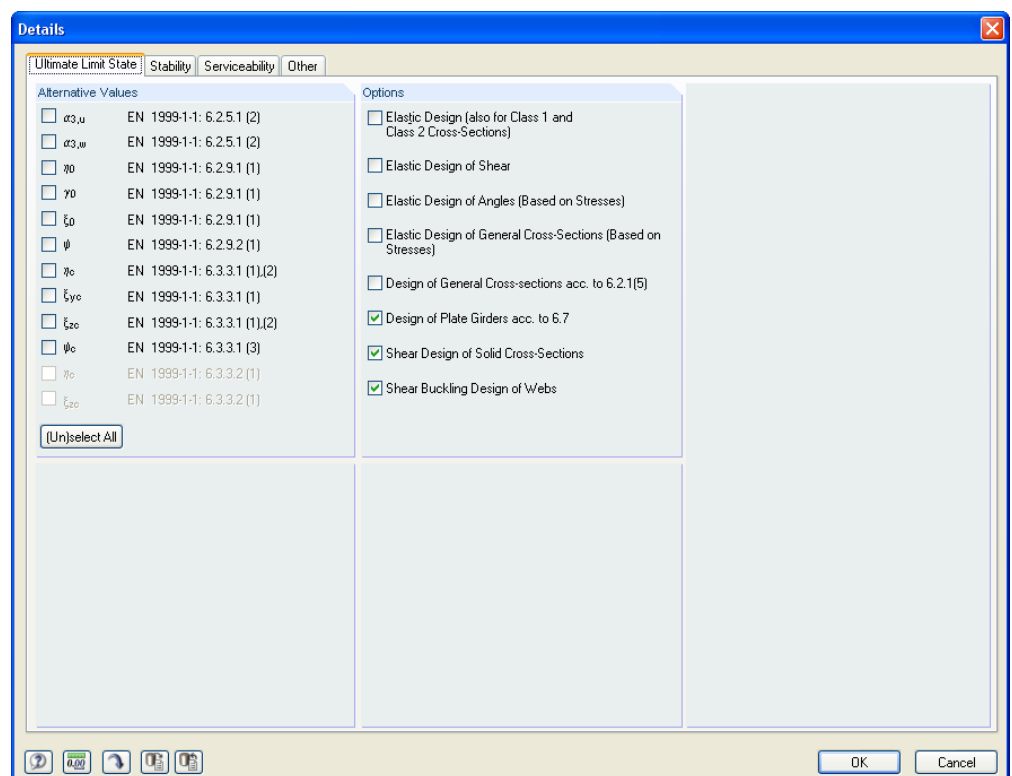 Details
Ultimate Limit State Stability Serviceability Other
Alternative Values
α3,u EN 1999-1-1: 6.2.5.1 (2)
α3,w EN 1999-1-1: 6.2.5.1 (2)
η0 EN 1999-1-1: 6.2.9.1 (1)
γ0 EN 1999-1-1: 6.2.9.1 (1)
ξ0 EN 1999-1-1: 6.2.9.1 (1)
ψ EN 1999-1-1: 6.2.9.2 (1)
ηc EN 1999-1-1: 6.3.3.1 (1),(2)
ξyc EN 1999-1-1: 6.3.3.1 (1)
ξzc EN 1999-1-1: 6.3.3.1 (1),(2)
ψc EN 1999-1-1: 6.3.3.1 (3)
ηc EN 1999-1-1: 6.3.3.2 (1)
ξzc EN 1999-1-1: 6.3.3.2 (1)
(Un)select All
Options
Elastic Design (also for Class 1 and
Class 2 Cross-Sections)
Elastic Design of Shear
Elastic Design of Angles (Based on Stresses)
Elastic Design of General Cross-Sections (Based on
Stresses)
Design of General Cross-sections acc. to 6.2.1(5)
Design of Plate Girders acc. to 6.7
Shear Design of Solid Cross-Sections
Shear Buckling Design of Webs
0.00
OK Cancel